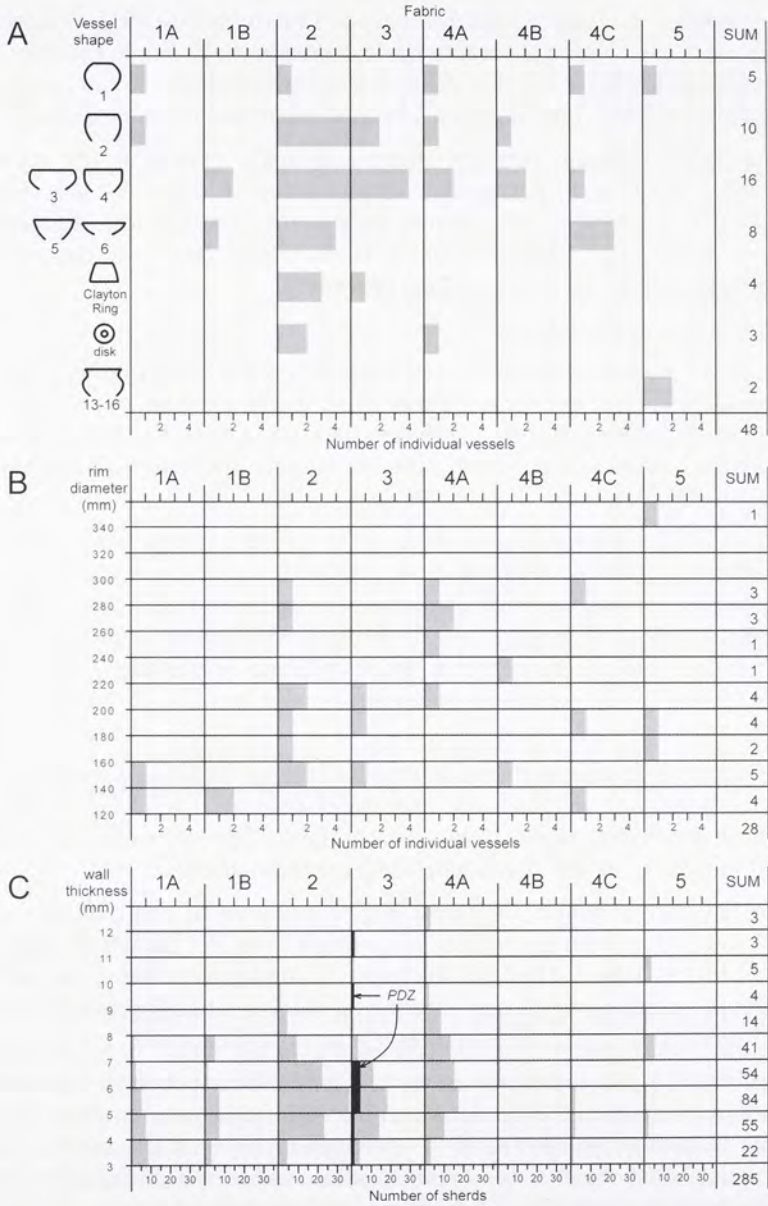 Fabric
A
Vessel shape
1A 1B 2 3 4A 4B 4C 5 SUM
1 5
2 10
3 4 16
5 6 8
Clayton Ring 4
disk 3
13-16 2
2 4 2 4 2 4 2 4 2 4 2 4 2 4 2 4 48
Number of individual vessels
B
rim diameter (mm)
1A 1B 2 3 4A 4B 4C 5 SUM
1
340
320
300
3
280
3
260
1
240
1
220
4
200
4
180
2
160
5
140
4
120
2 4 2 4 2 4 2 4 2 4 2 4 2 4 2 4 28
Number of individual vessels
C
wall thickness (mm)
1A 1B 2 3 4A 4B 4C 5 SUM
3
12
3
11
5
10
PDZ 4
9
14
8
41
7
54
6
84
5
55
4
22
3
10 20 30 10 20 30 10 20 30 10 20 30 10 20 30 10 20 30 10 20 30 10 20 30 285
Number of sherds